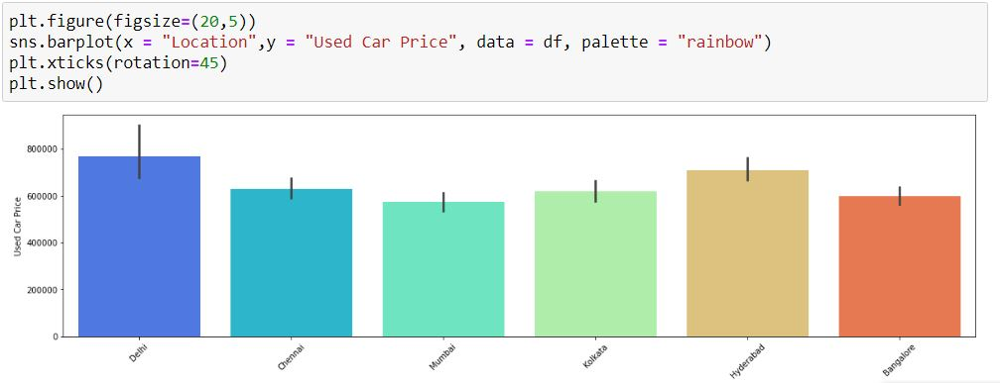 plt.figure(figsize=(20,5))
sns.barplot(x = "Location",y = "Used Car Price", data = df, palette = "rainbow")
plt.xticks(rotation=45)
plt.show()
800000
600000
400000
200000
0
Used Car Price
Delhi
Chennai
Mumbai
Kolkata
Hyderabad
Bangalore